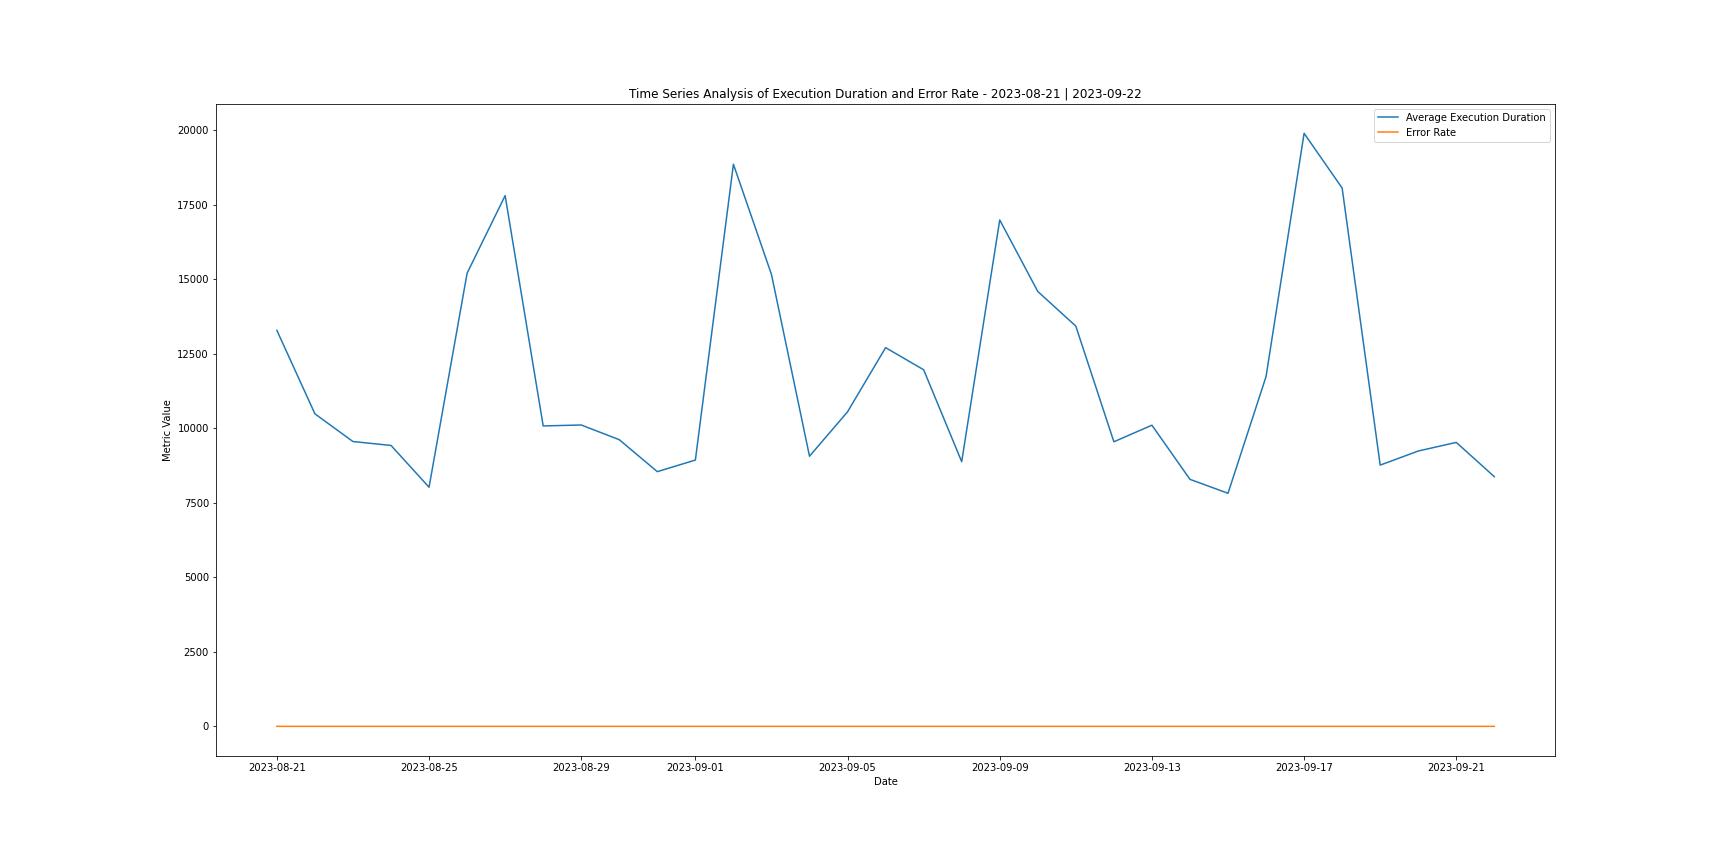 Time Series Analysis of Execution Duration and Error Rate - 2023-08-21 | 2023-09-22
Average Execution Duration
Error Rate
20000
17500
15000
12500
10000
7500
5000
2500
0
Metric Value
2023-08-21 2023-08-25 2023-08-29 2023-09-01 2023-09-05 2023-09-09 2023-09-13 2023-09-17 2023-09-21
Date